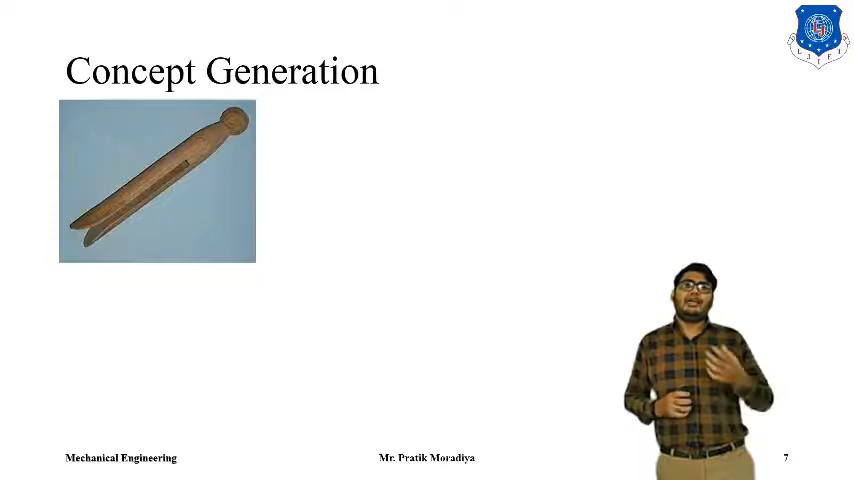 Concept Generation
L J I E T
Mechanical Engineering
Mr. Pratik Moradiya
7